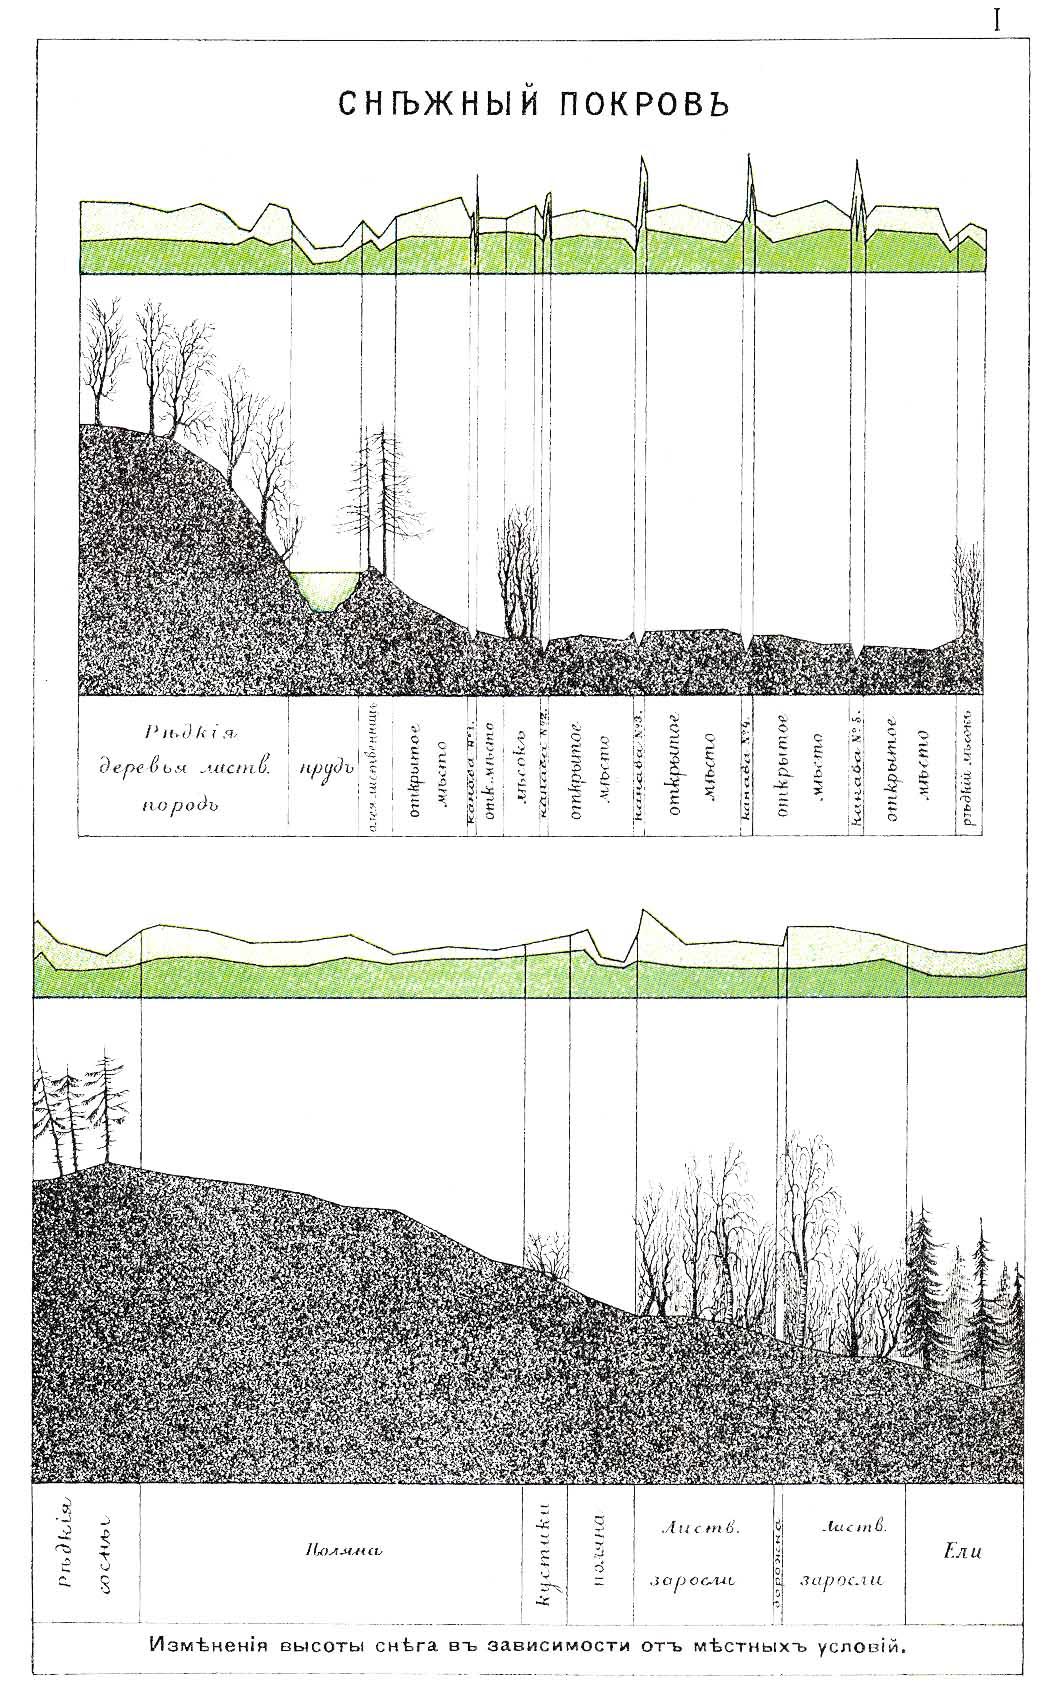 I
СНѢЖНЫЙ ПОКРОВЪ
Рѣдкія
деревья листв.
породъ
прудъ
аллея лиственницъ
открытое
мѣсто
канава №1.
отк. мѣсто
лѣсокъ
канава №2.
открытое
мѣсто
канава №3.
открытое
мѣсто
канава №4.
открытое
мѣсто
канава №5.
открытое
мѣсто
рѣдкій лѣсокъ
Рѣдкія
сосны
Поляна
кустики
поляна
Листв.
заросли
дорожка
Листв.
заросли
Ели
Измѣненія высоты снѣга въ зависимости отъ мѣстныхъ условій.